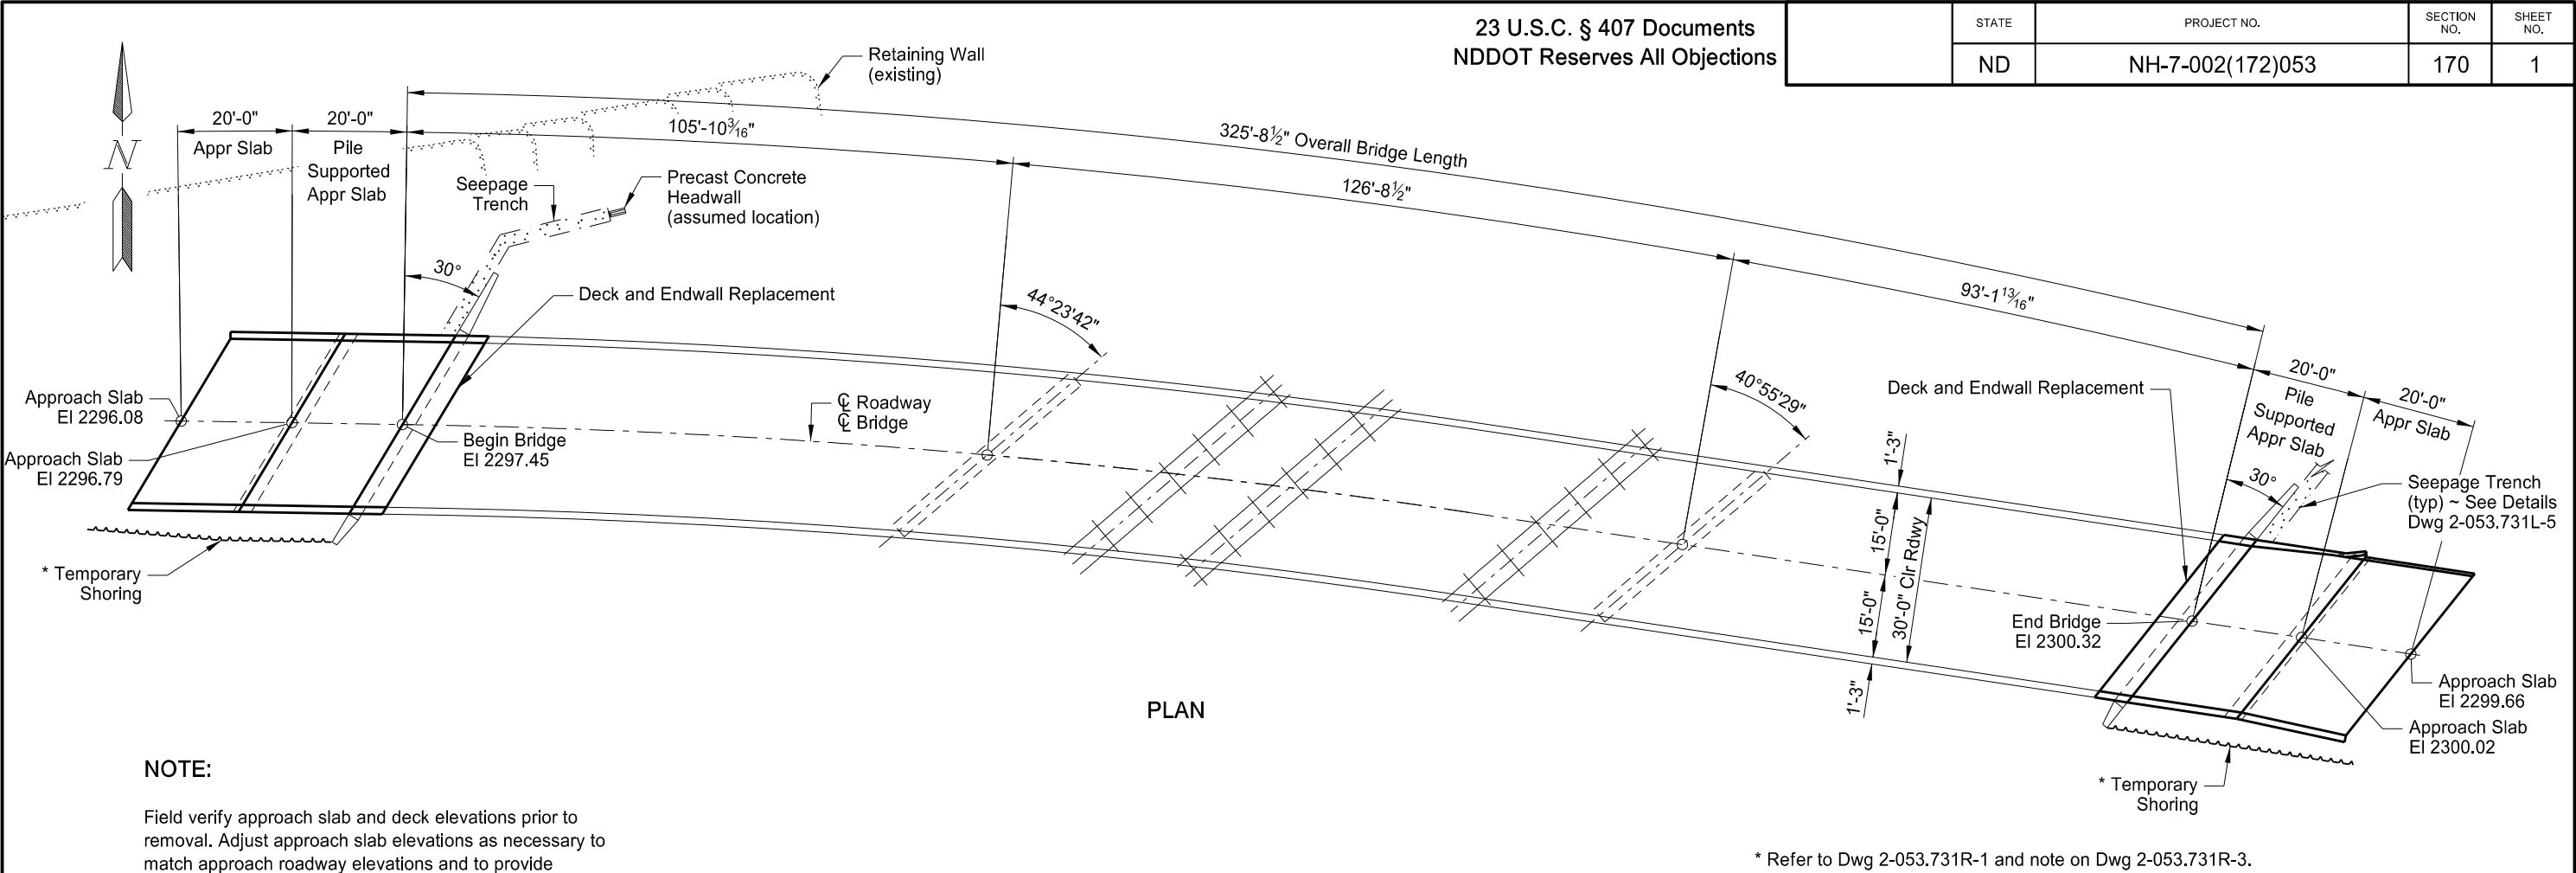 23 U.S.C. § 407 Documents
NDDOT Reserves All Objections
STATE
PROJECT NO.
SECTION
NO.
SHEET
NO.
ND
NH-7-002(172)053
170
1
N
Retaining Wall
(existing)
20'-0"
Appr Slab
20'-0"
Pile
Supported
Appr Slab
105'-10 3/16"
325'-8 1/2" Overall Bridge Length
126'-8 1/2"
93'-1 13/16"
Seepage
Trench
Precast Concrete
Headwall
(assumed location)
30°
Deck and Endwall Replacement
44°23'42"
40°55'29"
Approach Slab
El 2296.08
Approach Slab
El 2296.79
Begin Bridge
El 2297.45
℄ Roadway
℄ Bridge
* Temporary
Shoring
1'-3"
15'-0"
15'-0"
30'-0" Clr Rdwy
1'-3"
Deck and Endwall Replacement
20'-0"
Pile
Supported
Appr Slab
20'-0"
Appr Slab
30°
Seepage Trench
(typ) ~ See Details
Dwg 2-053.731L-5
End Bridge
El 2300.32
Approach Slab
El 2299.66
Approach Slab
El 2300.02
* Temporary
Shoring
PLAN
NOTE:
Field verify approach slab and deck elevations prior to
removal. Adjust approach slab elevations as necessary to
match approach roadway elevations and to provide
* Refer to Dwg 2-053.731R-1 and note on Dwg 2-053.731R-3.